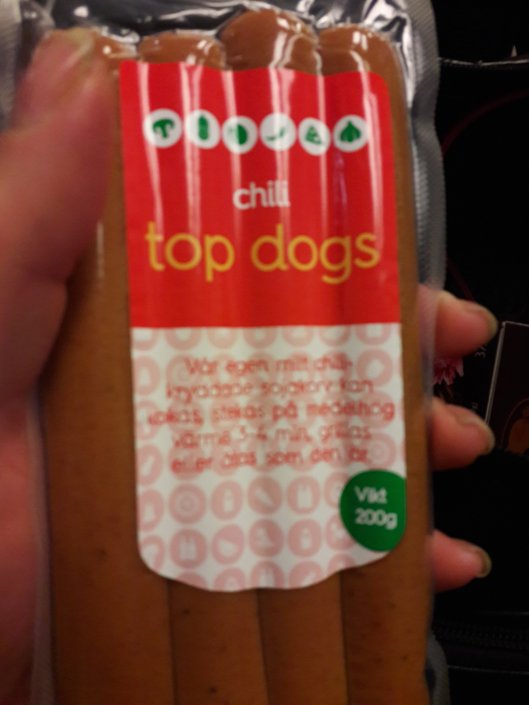 chili
top dogs
Vår egen milt chili-
kryddade sojakorv kan
kokas, stekas på medelhög
värme 3-4 min, grillas
eller ätas som den är.
Vikt
200g